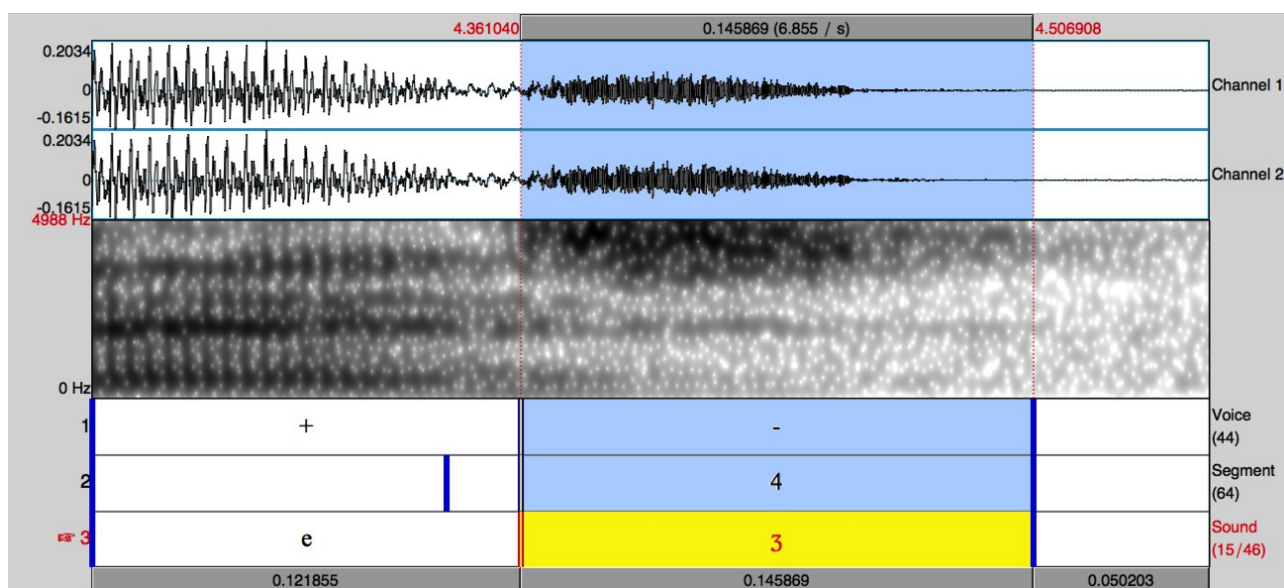 4.361040 0.145869 (6.855 / s) 4.506908
0.2034
0
-0.1615
Channel 1
0.2034
0
-0.1615
Channel 2
4988 Hz
0 Hz
1 + - Voice
(44)
2 4 Segment
(64)
☞ 3 e ʒ Sound
(15/46)
0.121855 0.145869 0.050203